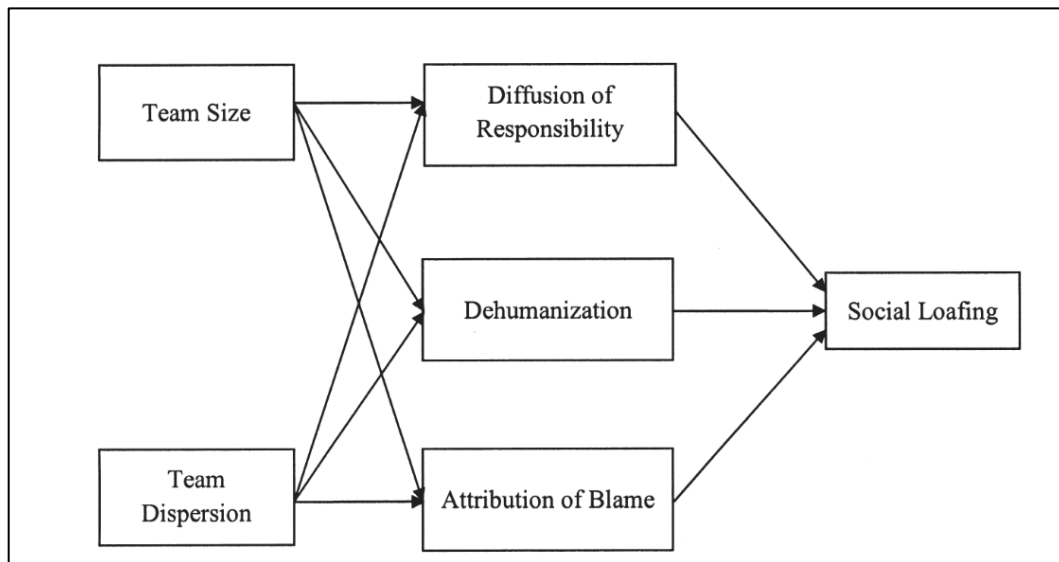 Team Size
Diffusion of
Responsibility
Dehumanization
Social Loafing
Team
Dispersion
Attribution of Blame